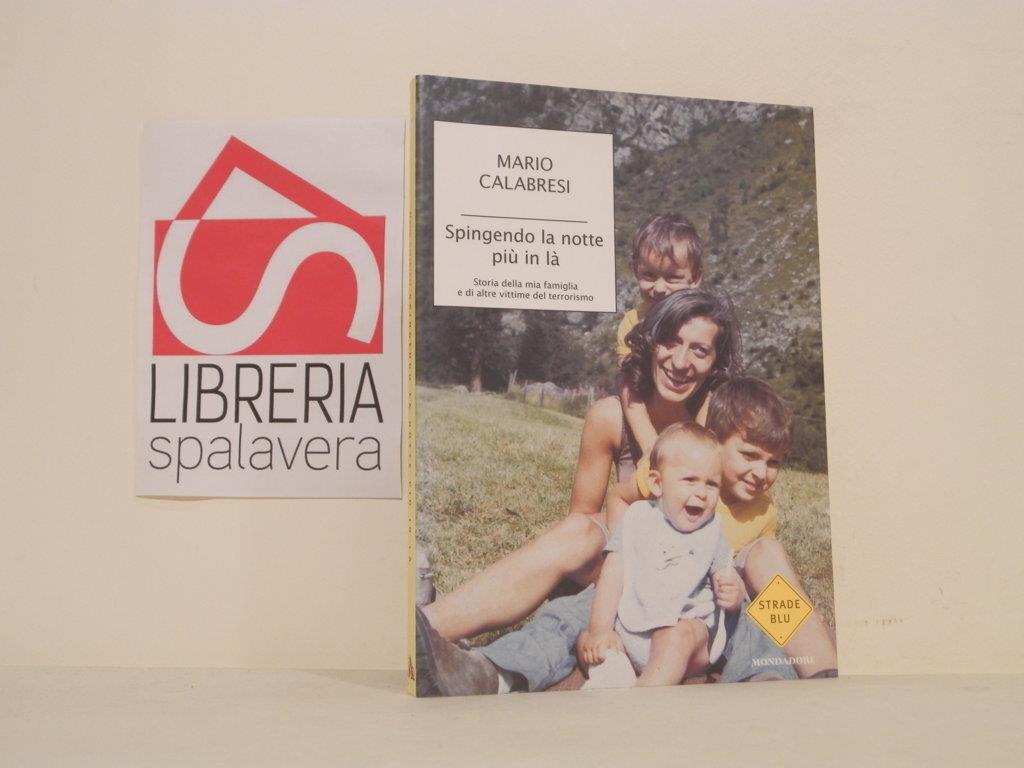 LIBRERIA
spalavera
MARIO
CALABRESI
Spingendo la notte
più in là
Storia della mia famiglia
e di altre vittime del terrorismo
STRADE
BLU
MONDADORI